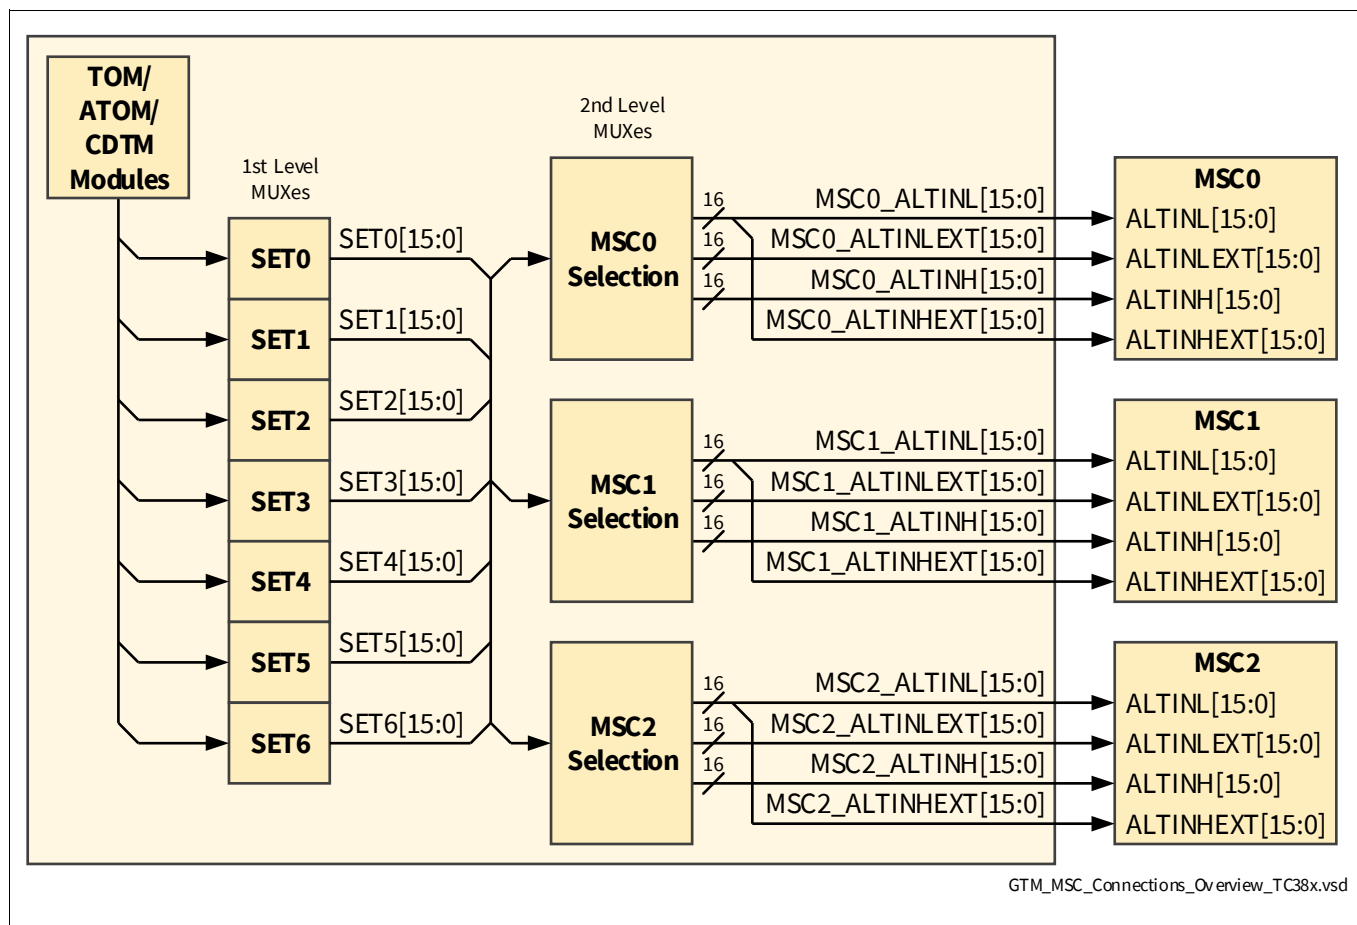 TOM/
ATOM/
CDTM
Modules
1st Level
MUXes
2nd Level
MUXes
SET0
SET1
SET2
SET3
SET4
SET5
SET6
SET0[15:0]
SET1[15:0]
SET2[15:0]
SET3[15:0]
SET4[15:0]
SET5[15:0]
SET6[15:0]
MSC0
Selection
16
MSC0_ALTINL[15:0]
16
MSC0_ALTINLEXT[15:0]
16
MSC0_ALTINH[15:0]
MSC0_ALTINHEXT[15:0]
MSC0
ALTINL[15:0]
ALTINLEXT[15:0]
ALTINH[15:0]
ALTINHEXT[15:0]
MSC1
Selection
16
MSC1_ALTINL[15:0]
16
MSC1_ALTINLEXT[15:0]
16
MSC1_ALTINH[15:0]
MSC1_ALTINHEXT[15:0]
MSC1
ALTINL[15:0]
ALTINLEXT[15:0]
ALTINH[15:0]
ALTINHEXT[15:0]
MSC2
Selection
16
MSC2_ALTINL[15:0]
16
MSC2_ALTINLEXT[15:0]
16
MSC2_ALTINH[15:0]
MSC2_ALTINHEXT[15:0]
MSC2
ALTINL[15:0]
ALTINLEXT[15:0]
ALTINH[15:0]
ALTINHEXT[15:0]
GTM_MSC_Connections_Overview_TC38x.vsd